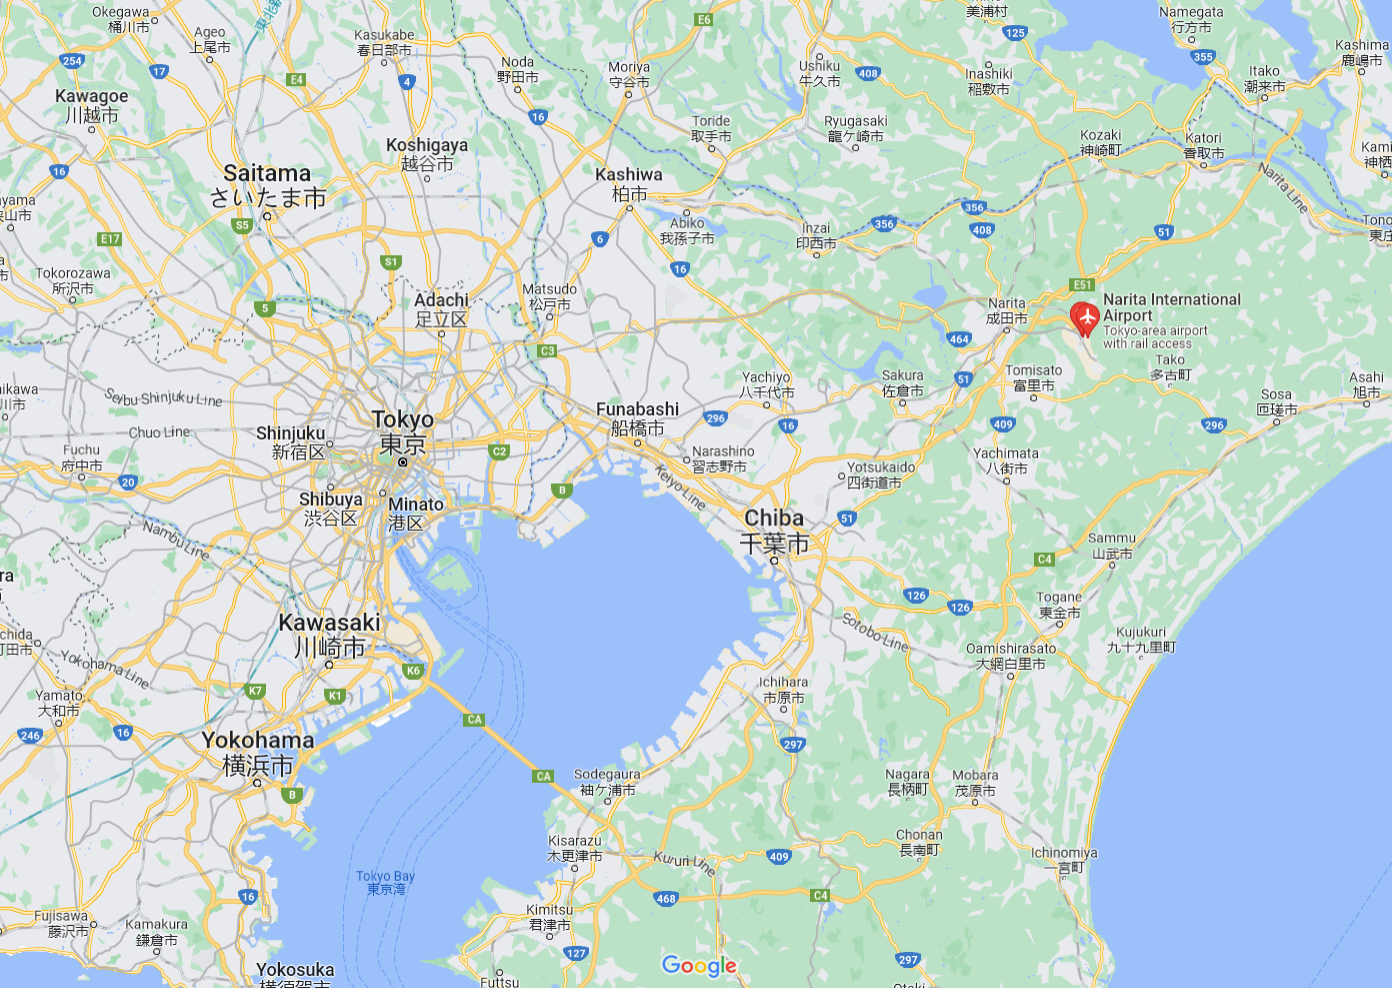 Okegawa
桶川市
Ageo
上尾市
Kasukabe
春日部市
E6
美浦村
125
Namegata
行方市
Kashima
鹿嶋市
254
17
E4
4
Noda
野田市
Moriya
守谷市
Ushiku
牛久市
408
Inashiki
稲敷市
355
Itako
潮来市
Kawagoe
川越市
16
Toride
取手市
Ryugasaki
龍ケ崎市
Kozaki
神崎町
Katori
香取市
Koshigaya
越谷市
Saitama
さいたま市
16
Kashiwa
柏市
Narita Line
S5
E17
6
Abiko
我孫子市
Inzai
印西市
356
356
408
51
Tokorozawa
所沢市
S1
16
Matsudo
松戸市
Adachi
足立区
5
C3
E51
Narita
成田市
Narita International
Airport
Tokyo-area airport
with rail access
464
Tako
多古町
Tomisato
富里市
51
Sakura
佐倉市
Yachiyo
八千代市
Asahi
旭市
Sosa
匝瑳市
Seibu Shinjuku Line
Chuo Line
Tokyo
東京
Shinjuku
新宿区
Funabashi
船橋市
296
16
409
296
Fuchu
府中市
C2
Narashino
習志野市
Yachimata
八街市
Yotsukaido
四街道市
20
B
Keiyo Line
Shibuya
渋谷区
Minato
港区
Chiba
千葉市
51
Nambu Line
Sammu
山武市
C4
126
126
Togane
東金市
Kawasaki
川崎市
Sotobo Line
Kujukuri
九十九里町
Oamishirasato
大網白里市
Yokohama Line
K6
K7
K1
Ichihara
市原市
Yamato
大和市
246
16
CA
297
Yokohama
横浜市
CA
Sodegaura
袖ケ浦市
Nagara
長柄町
Mobara
茂原市
B
Kisarazu
木更津市
Chonan
長南町
Ichinomiya
一宮町
Kururi Line
409
Tokyo Bay
東京湾
16
468
C4
Fujisawa
藤沢市
Kamakura
鎌倉市
Kimitsu
君津市
127
297
Yokosuka
横須賀市
Google
Futtsu